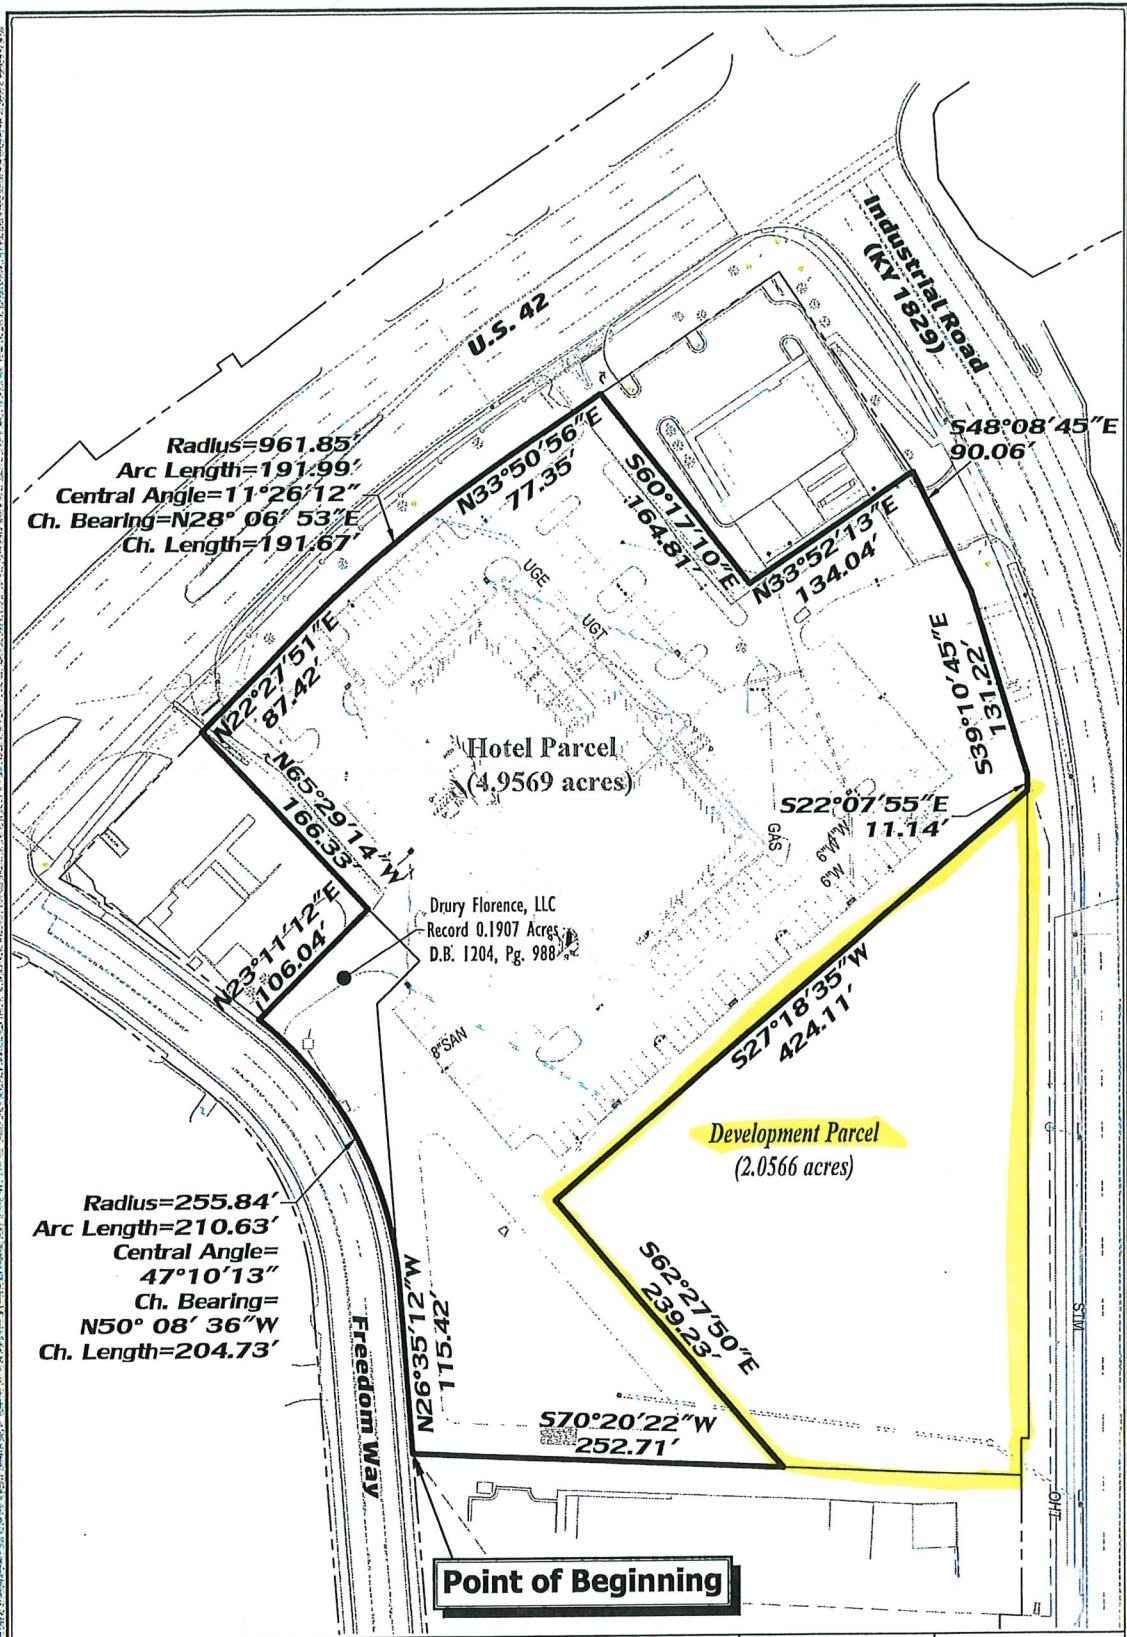 U.S. 42
Industrial Road
(KY 1829)
Radius=961.85'
Arc Length=191.99'
Central Angle=11°26'12"
Ch. Bearing=N28° 06' 53"E
Ch. Length=191.67'
N33°50'56"E
77.35'
S60°17'10"E
164.81'
S48°08'45"E
90.06'
N33°52'13"E
134.04'
UGE
UGT
S39°10'45"E
131.22'
N22°27'51"E
87.42'
Hotel Parcel
(4.9569 acres)
N65°29'14"W
166.33'
S22°07'55"E
11.14'
GAS
Drury Florence, LLC
Record 0.1907 Acres
D.B. 1204, Pg. 988
N23°11'12"E
106.04'
8"SAN
S27°18'35"W
424.11'
Development Parcel
(2.0566 acres)
Radius=255.84'
Arc Length=210.63'
Central Angle=
47°10'13"
Ch. Bearing=
N50° 08' 36"W
Ch. Length=204.73'
S62°27'50"E
239.23'
N26°35'12"W
115.42'
STM
Freedom Way
S70°20'22"W
252.71'
OHT
Point of Beginning